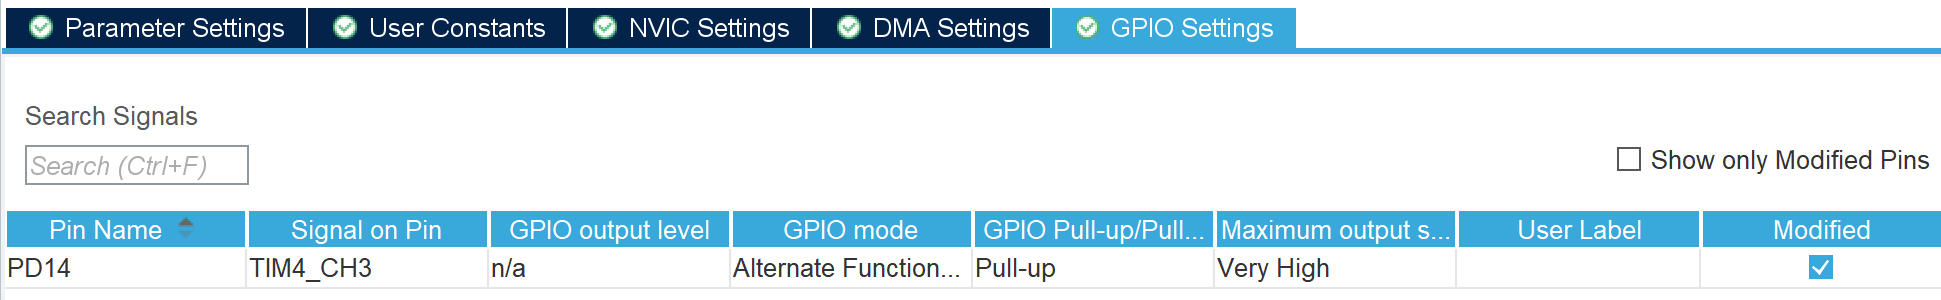 Parameter Settings User Constants NVIC Settings DMA Settings GPIO Settings
Search Signals
Search (Ctrl+F)
Show only Modified Pins
Pin Name Signal on Pin GPIO output level GPIO mode GPIO Pull-up/Pull... Maximum output s... User Label Modified
PD14 TIM4_CH3 n/a Alternate Function... Pull-up Very High